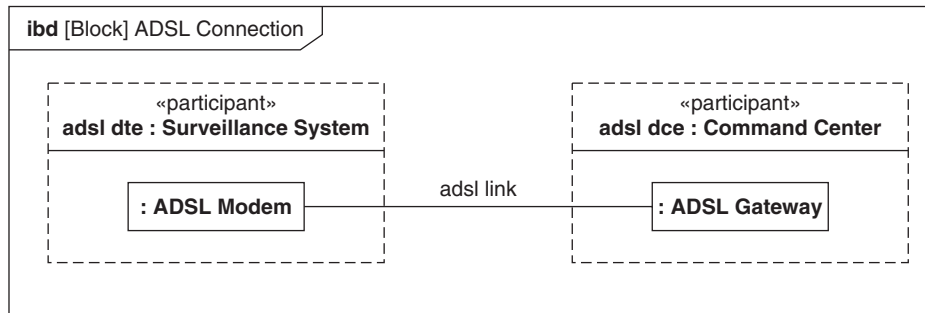 ibd [Block] ADSL Connection
«participant»
adsl dte : Surveillance System
«participant»
adsl dce : Command Center
: ADSL Modem
adsl link
: ADSL Gateway